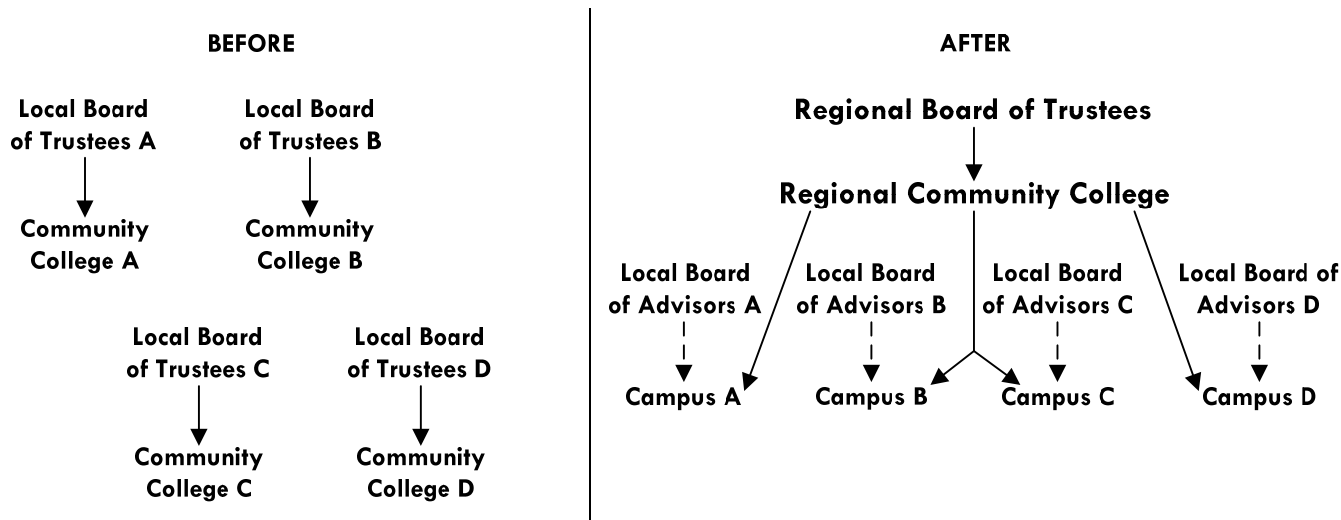 BEFORE
Local Board
of Trustees A
Local Board
of Trustees B
Community
College A
Community
College B
Local Board
of Trustees C
Local Board
of Trustees D
Community
College C
Community
College D
AFTER
Regional Board of Trustees
Regional Community College
Local Board
of Advisors A
Local Board
of Advisors B
Local Board
of Advisors C
Local Board of
Advisors D
Campus A
Campus B
Campus C
Campus D